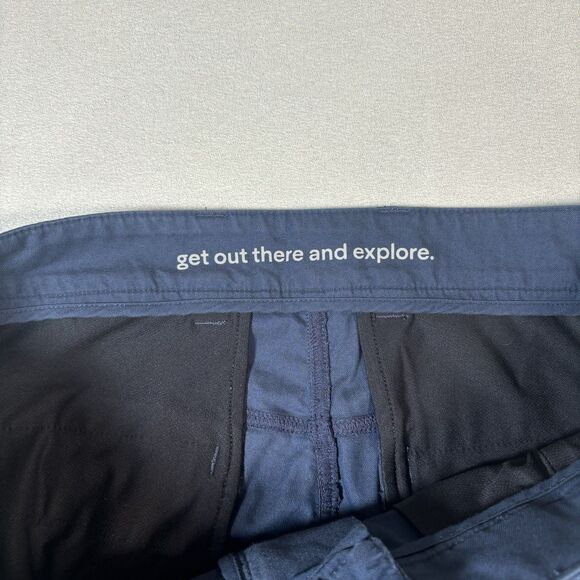 get out there and explore.